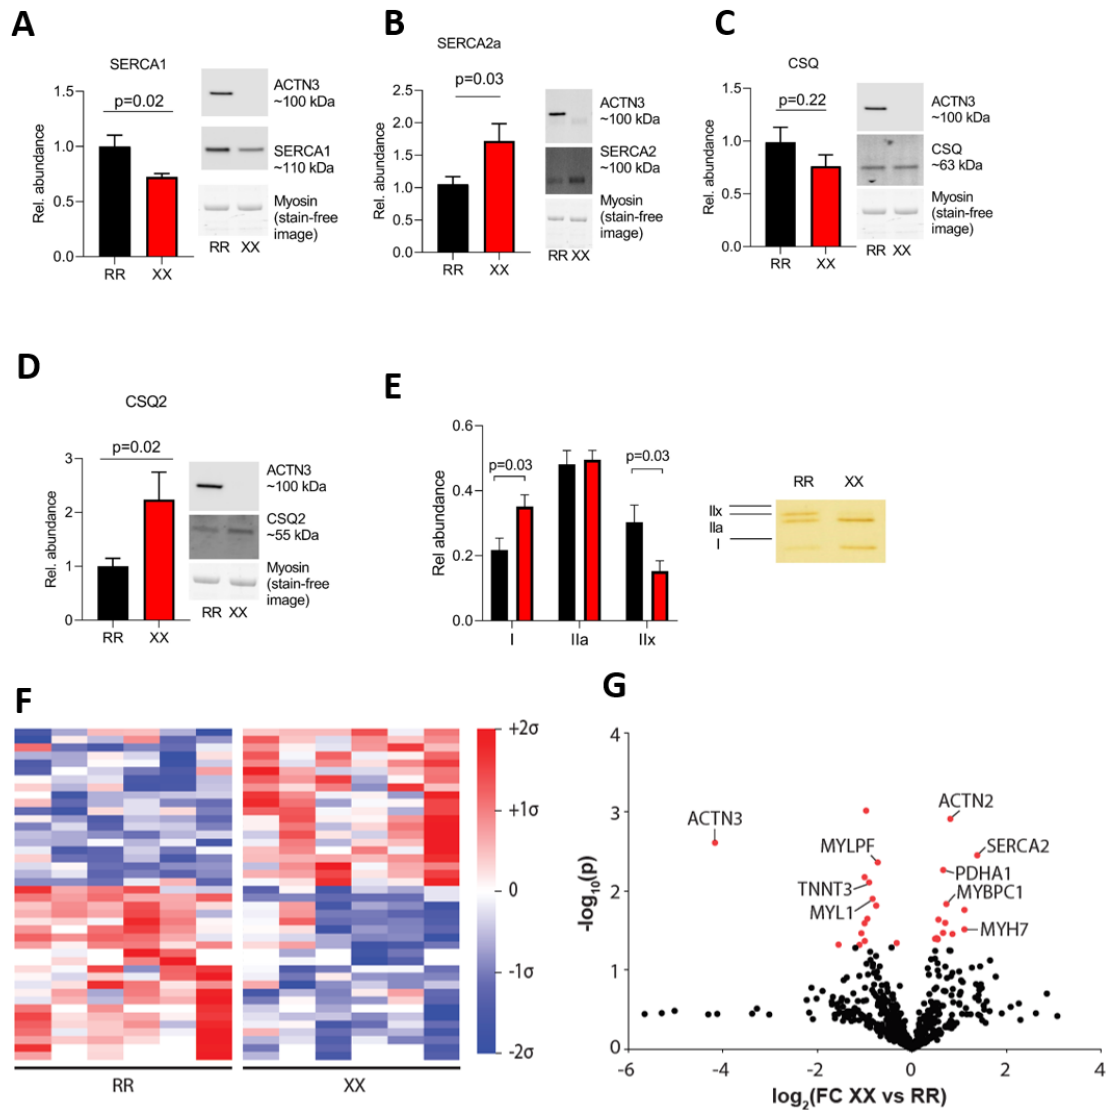 A
SERCA1
1.5
1.0
0.5
0.0
Rel. abundance
p=0.02
RR
XX
ACTN3
~100 kDa
SERCA1
~110 kDa
Myosin
(stain-free
image)
RR XX
B
SERCA2a
2.5
2.0
1.5
1.0
0.5
0.0
Rel. abundance
p=0.03
RR
XX
ACTN3
~100 kDa
SERCA2
~100 kDa
Myosin
(stain-free
image)
RR XX
C
CSQ
1.5
1.0
0.5
0.0
Rel. abundance
p=0.22
RR
XX
ACTN3
~100 kDa
CSQ
~63 kDa
Myosin
(stain-free
image)
RR XX
D
CSQ2
3
2
1
0
Rel. abundance
p=0.02
RR
XX
ACTN3
~100 kDa
CSQ2
~55 kDa
Myosin
(stain-free
image)
RR XX
E
0.6
0.4
0.2
0.0
Rel abundance
p=0.03
p=0.03
I
IIa
IIx
RR
XX
IIx
IIa
I
F
+2σ
+1σ
0
-1σ
-2σ
RR
XX
G
4
3
2
1
0
-log10(p)
ACTN3
ACTN2
MYLPF
SERCA2
TNNT3
PDHA1
MYL1
MYBPC1
MYH7
-6
-4
-2
0
2
4
log2(FC XX vs RR)